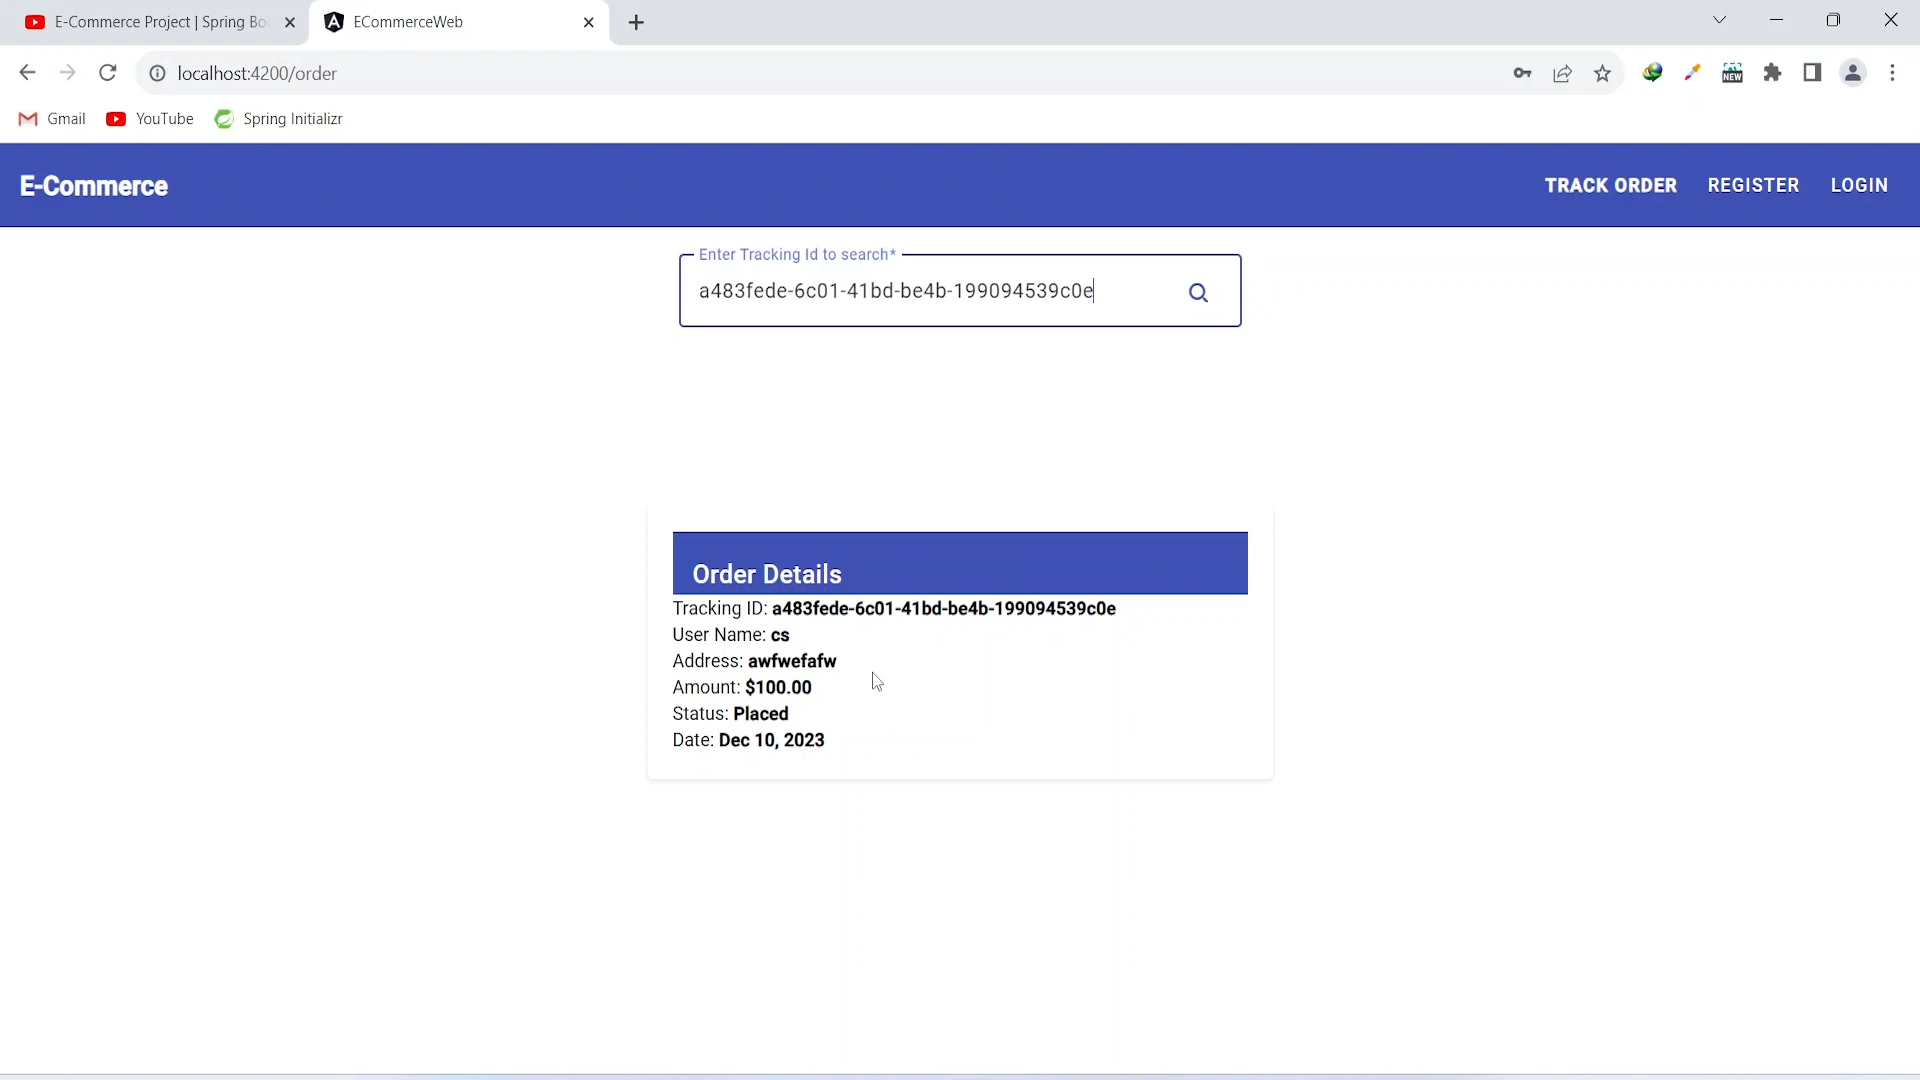 E-Commerce Project | Spring Bo
ECommerceWeb
localhost:4200/order
NEW
Gmail
YouTube
Spring Initializr
E-Commerce
TRACK ORDER
REGISTER
LOGIN
Enter Tracking Id to search*
a483fede-6c01-41bd-be4b-199094539c0e
Order Details
Tracking ID: a483fede-6c01-41bd-be4b-199094539c0e
User Name: cs
Address: awfwefafw
Amount: $100.00
Status: Placed
Date: Dec 10, 2023